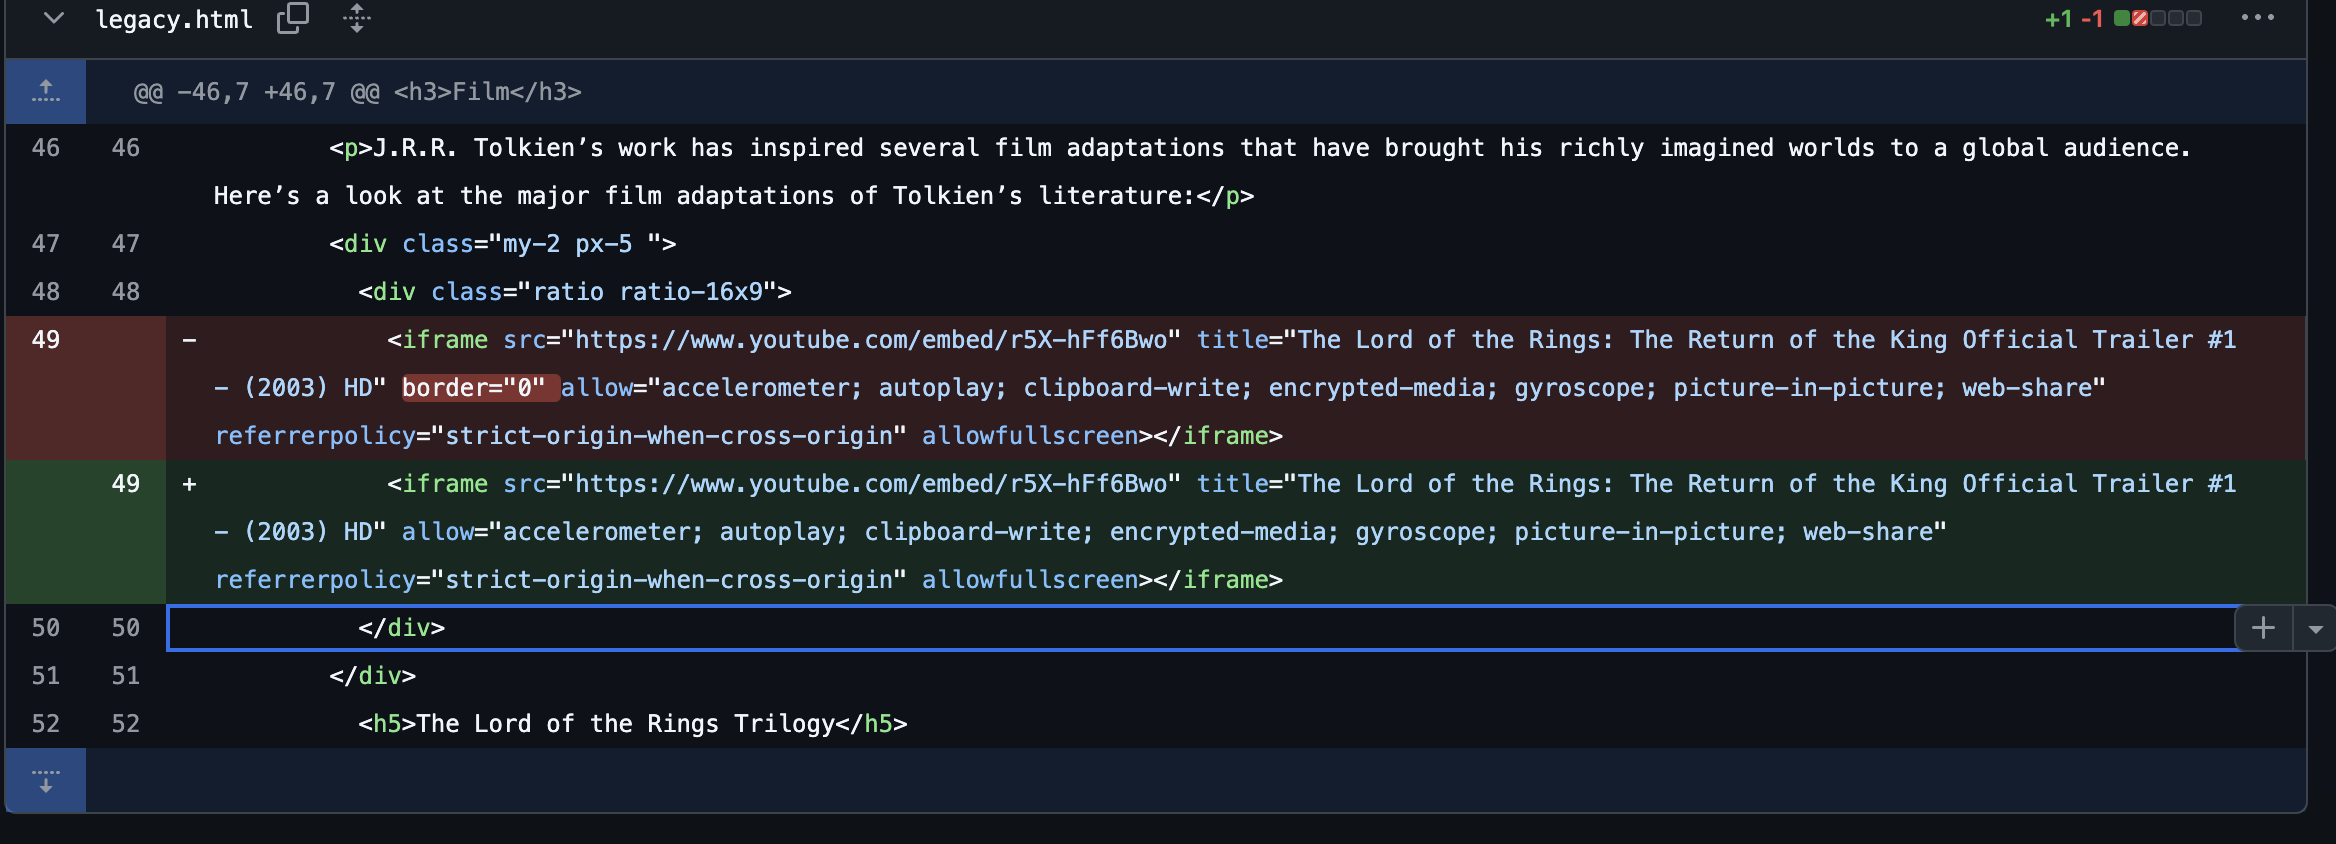 legacy.html +1 -1
@@ -46,7 +46,7 @@ <h3>Film</h3>
46 46 <p>J.R.R. Tolkien’s work has inspired several film adaptations that have brought his richly imagined worlds to a global audience.
Here’s a look at the major film adaptations of Tolkien’s literature:</p>
47 47 <div class="my-2 px-5 ">
48 48 <div class="ratio ratio-16x9">
49 - <iframe src="https://www.youtube.com/embed/r5X-hFf6Bwo" title="The Lord of the Rings: The Return of the King Official Trailer #1
- (2003) HD" border="0" allow="accelerometer; autoplay; clipboard-write; encrypted-media; gyroscope; picture-in-picture; web-share"
referrerpolicy="strict-origin-when-cross-origin" allowfullscreen></iframe>
49 + <iframe src="https://www.youtube.com/embed/r5X-hFf6Bwo" title="The Lord of the Rings: The Return of the King Official Trailer #1
- (2003) HD" allow="accelerometer; autoplay; clipboard-write; encrypted-media; gyroscope; picture-in-picture; web-share"
referrerpolicy="strict-origin-when-cross-origin" allowfullscreen></iframe>
50 50 </div>
51 51 </div>
52 52 <h5>The Lord of the Rings Trilogy</h5>